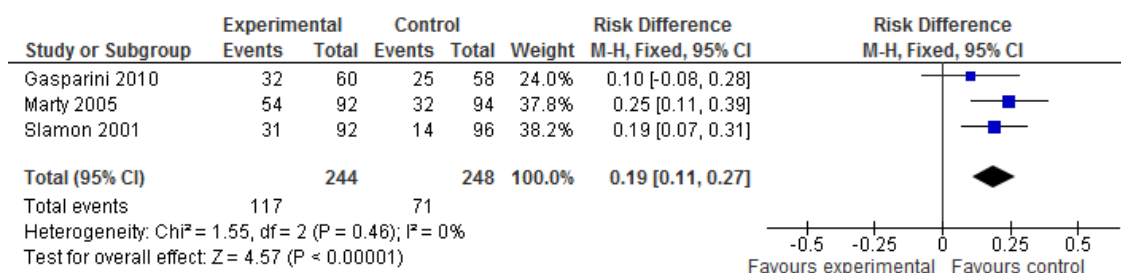 Experimental Control Risk Difference Risk Difference
Study or Subgroup Events Total Events Total Weight M-H, Fixed, 95% CI M-H, Fixed, 95% CI
Gasparini 2010 32 60 25 58 24.0% 0.10 [-0.08, 0.28]
Marty 2005 54 92 32 94 37.8% 0.25 [0.11, 0.39]
Slamon 2001 31 92 14 96 38.2% 0.19 [0.07, 0.31]
Total (95% CI) 244 248 100.0% 0.19 [0.11, 0.27]
Total events 117 71
Heterogeneity: Chi² = 1.55, df = 2 (P = 0.46); I² = 0%
Test for overall effect: Z = 4.57 (P < 0.00001)
-0.5 -0.25 0 0.25 0.5
Favours experimental Favours control